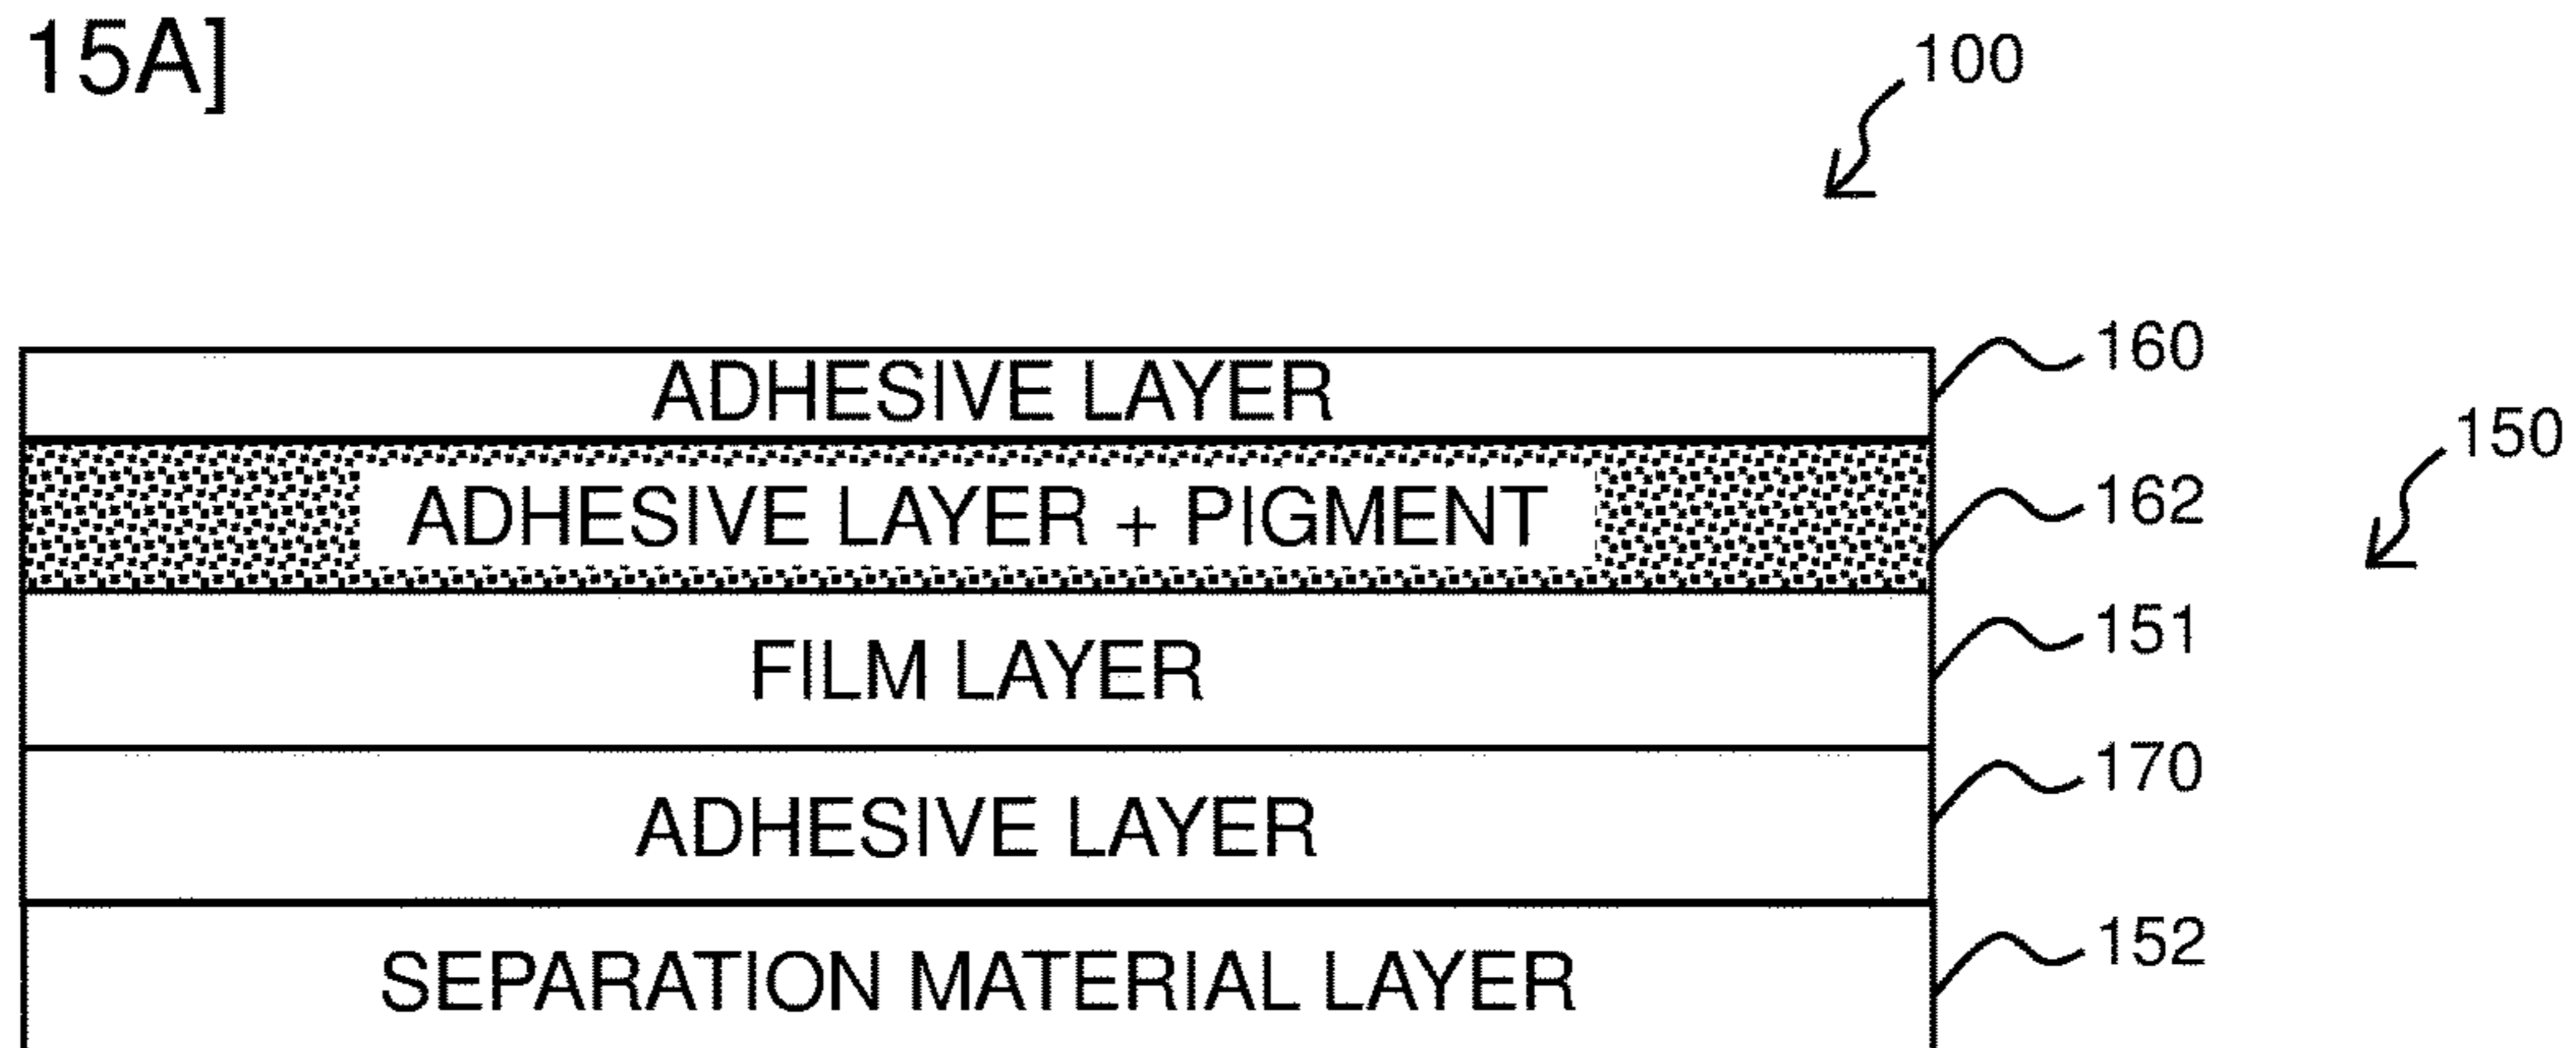 15A]
100
ADHESIVE LAYER
160
150
ADHESIVE LAYER + PIGMENT
162
FILM LAYER
151
ADHESIVE LAYER
170
SEPARATION MATERIAL LAYER
152